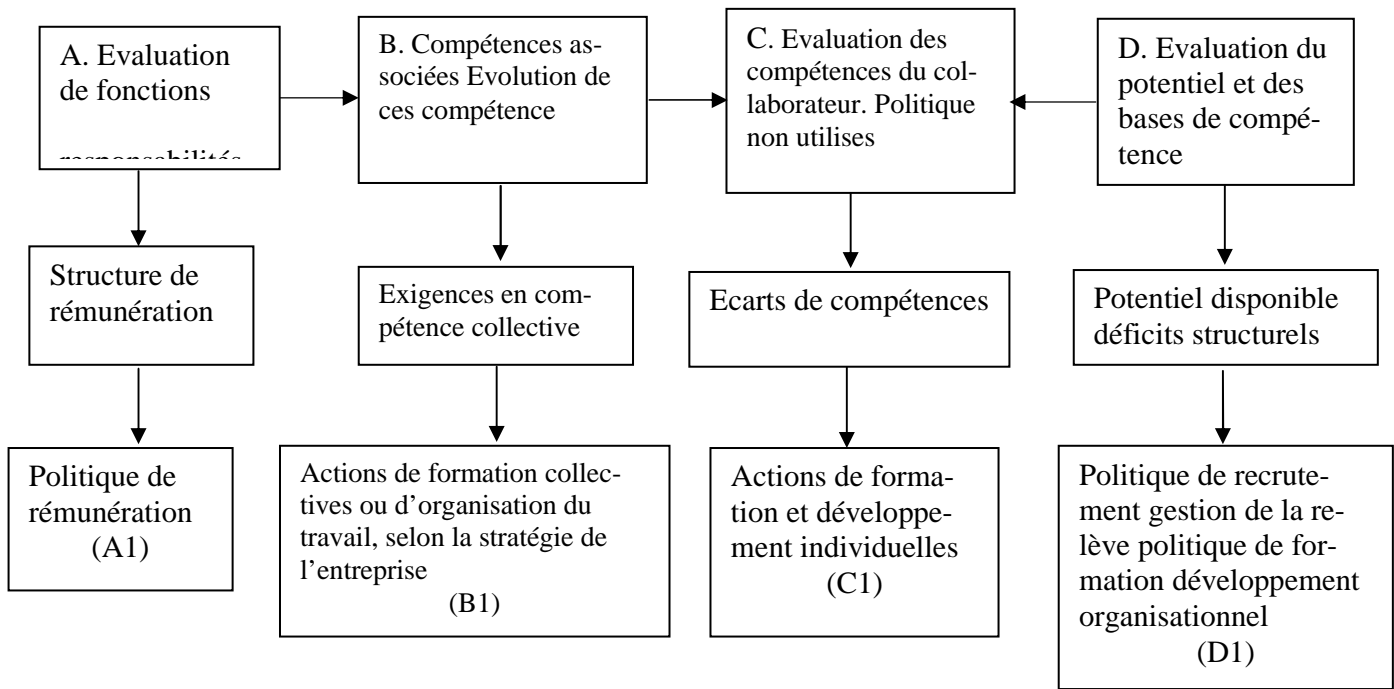 A. Evaluation
de fonctions
responsabilités
B. Compétences as-
sociées Evolution de
ces compétence
C. Evaluation des
compétences du col-
laborateur. Politique
non utilises
D. Evaluation du
potentiel et des
bases de compé-
tence
Structure de
rémunération
Exigences en com-
pétence collective
Ecarts de compétences
Potentiel disponible
déficits structurels
Politique de
rémunération
(A1)
Actions de formation collec-
tives ou d’organisation du
travail, selon la stratégie de
l’entreprise
(B1)
Actions de forma-
tion et développe-
ment individuelles
(C1)
Politique de recrute-
ment gestion de la re-
lève politique de for-
mation développement
organisationnel
(D1)